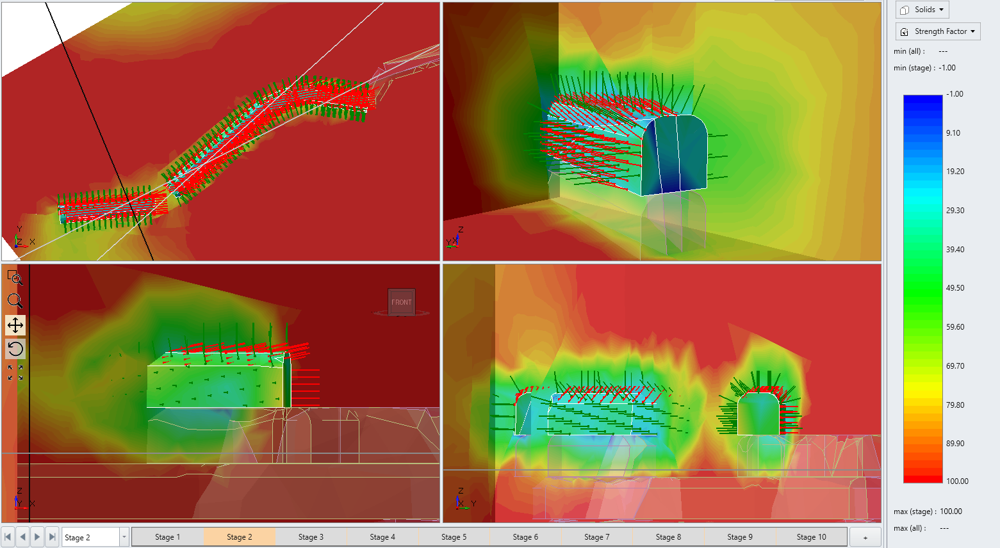 Solids
Strength Factor
min (all) : ---
min (stage) : -1.00
-1.00
9.10
19.20
29.30
39.40
49.50
59.60
69.70
79.80
89.90
100.00
max (stage) : 100.00
max (all) : ---
Y
Z X
Z
Y X
FRONT
Z
Y X
Z
X Y
Stage 2
Stage 1 Stage 2 Stage 3 Stage 4 Stage 5 Stage 6 Stage 7 Stage 8 Stage 9 Stage 10 +